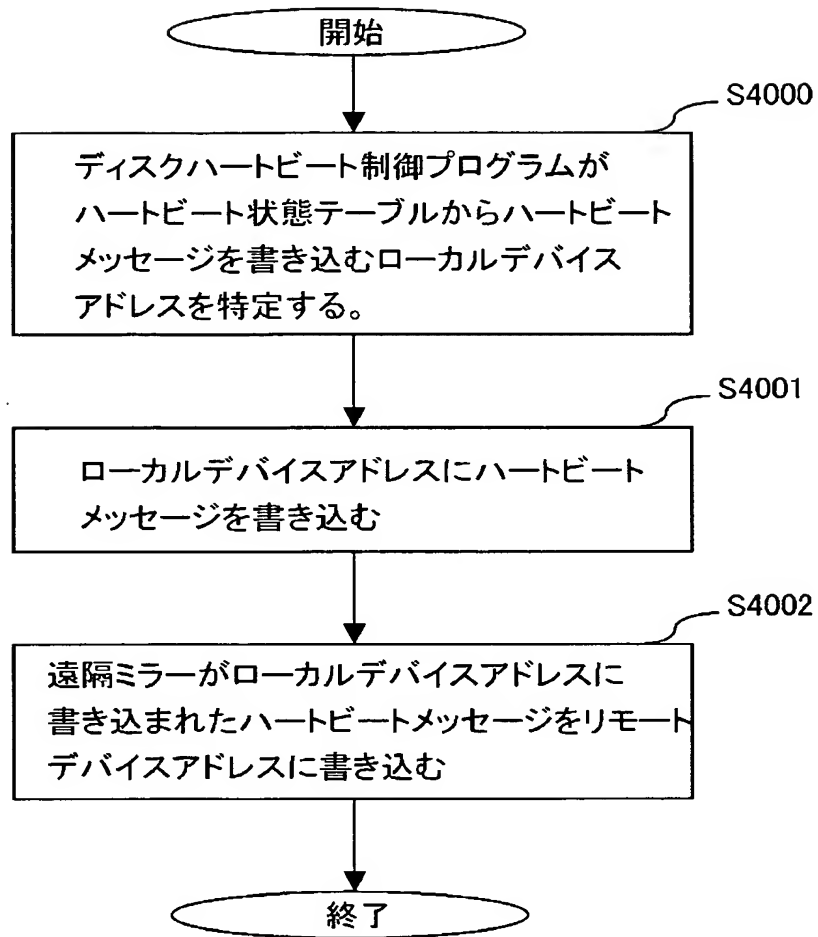 開始
S4000
ディスクハートビート制御プログラムが
ハートビート状態テーブルからハートビート
メッセージを書き込むローカルデバイス
アドレスを特定する。
S4001
ローカルデバイスアドレスにハートビート
メッセージを書き込む
S4002
遠隔ミラーがローカルデバイスアドレスに
書き込まれたハートビートメッセージをリモート
デバイスアドレスに書き込む
終了